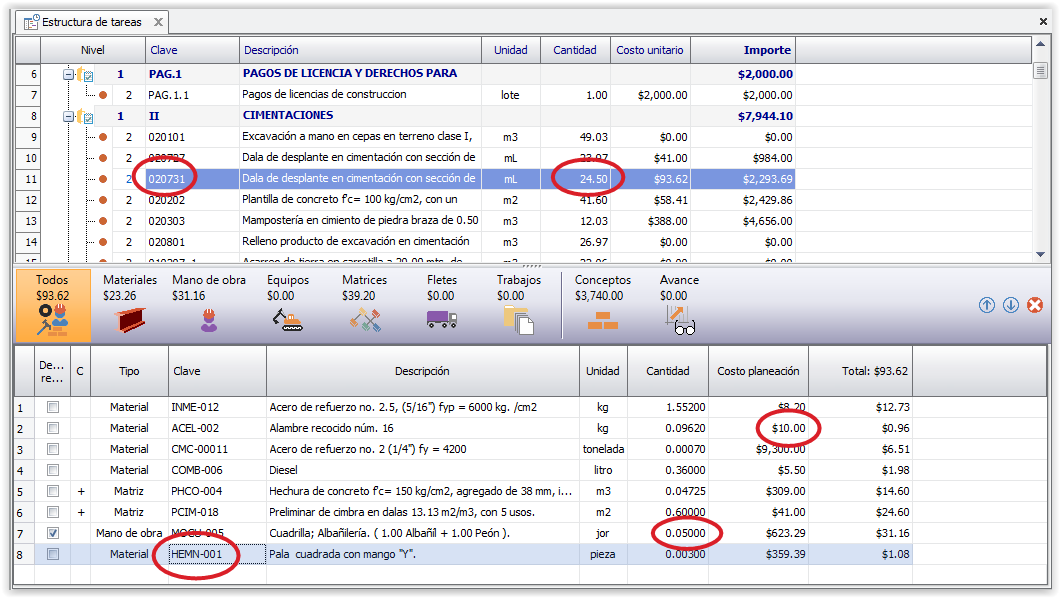 Estructura de tareas
Nivel Clave Descripción Unidad Cantidad Costo unitario Importe
6 1 PAG.1 PAGOS DE LICENCIA Y DERECHOS PARA $2,000.00
7 2 PAG.1.1 Pagos de licencias de construccion lote 1.00 $2,000.00 $2,000.00
8 1 II CIMENTACIONES $7,944.10
9 2 020101 Excavación a mano en cepas en terreno clase I, m3 49.03 $0.00 $0.00
10 2 020727 Dala de desplante en cimentación con sección de mL 23.97 $41.00 $984.00
11 2 020731 Dala de desplante en cimentación con sección de mL 24.50 $93.62 $2,293.69
12 2 020202 Plantilla de concreto f'c= 100 kg/cm2, con un m2 41.60 $58.41 $2,429.86
13 2 020303 Mampostería en cimiento de piedra braza de 0.50 m3 12.03 $388.00 $4,656.00
14 2 020801 Relleno producto de excavación en cimentación m3 26.97 $0.00 $0.00
Todos Materiales Mano de obra Equipos Matrices Fletes Trabajos Conceptos Avance
$93.62 $23.26 $31.16 $0.00 $39.20 $0.00 $0.00 $3,740.00 $0.00
De... re... C Tipo Clave Descripción Unidad Cantidad Costo planeación Total: $93.62
1 Material INME-012 Acero de refuerzo no. 2.5, (5/16") fyp = 6000 kg. /cm2 kg 1.55200 $8.20 $12.73
2 Material ACEL-002 Alambre recocido núm. 16 kg 0.09620 $10.00 $0.96
3 Material CMC-00011 Acero de refuerzo no. 2 (1/4") fy = 4200 tonelada 0.00070 $9,300.00 $6.51
4 Material COMB-006 Diesel litro 0.36000 $5.50 $1.98
5 + Matriz PHCO-004 Hechura de concreto f'c= 150 kg/cm2, agregado de 38 mm, i... m3 0.04725 $309.00 $14.60
6 + Matriz PCIM-018 Preliminar de cimbra en dalas 13.13 m2/m3, con 5 usos. m2 0.60000 $41.00 $24.60
7 Mano de obra MOCU-005 Cuadrilla; Albañilería. ( 1.00 Albañil + 1.00 Peón ). jor 0.05000 $623.29 $31.16
8 Material HEMN-001 Pala cuadrada con mango "Y". pieza 0.00300 $359.39 $1.08